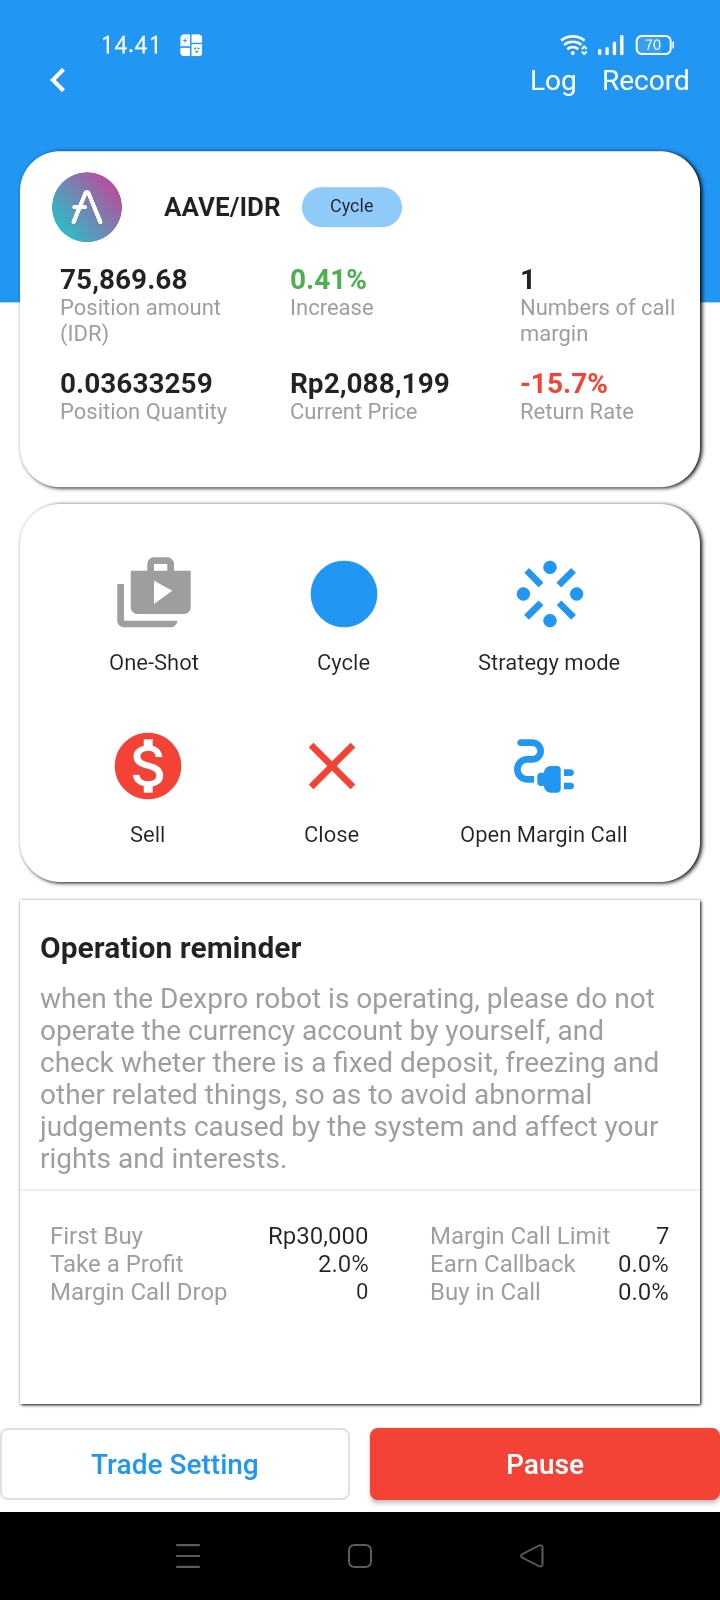 14.41
70
Log Record
AAVE/IDR Cycle
75,869.68 0.41% 1
Position amount Increase Numbers of call
(IDR) margin
0.03633259 Rp2,088,199 -15.7%
Position Quantity Current Price Return Rate
One-Shot Cycle Strategy mode
Sell Close Open Margin Call
Operation reminder
when the Dexpro robot is operating, please do not
operate the currency account by yourself, and
check wheter there is a fixed deposit, freezing and
other related things, so as to avoid abnormal
judgements caused by the system and affect your
rights and interests.
First Buy Rp30,000 Margin Call Limit 7
Take a Profit 2.0% Earn Callback 0.0%
Margin Call Drop 0 Buy in Call 0.0%
Trade Setting Pause